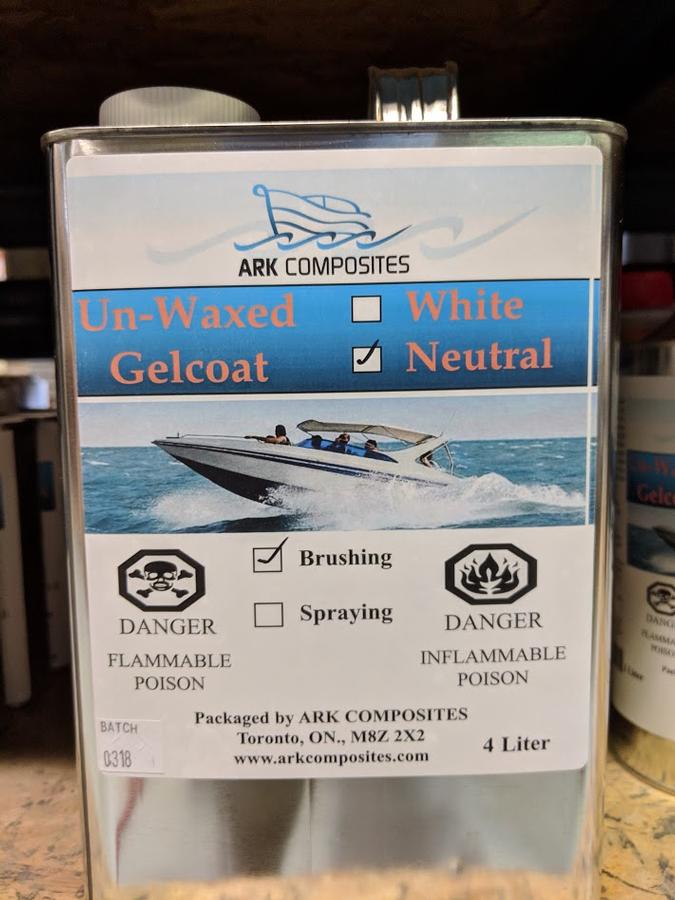 ARK COMPOSITES
Un-Waxed
Gelcoat
White
Neutral
Brushing
Spraying
DANGER
FLAMMABLE
POISON
DANGER
INFLAMMABLE
POISON
Packaged by ARK COMPOSITES
Toronto, ON., M8Z 2X2
www.arkcomposites.com
4 Liter
BATCH
0318